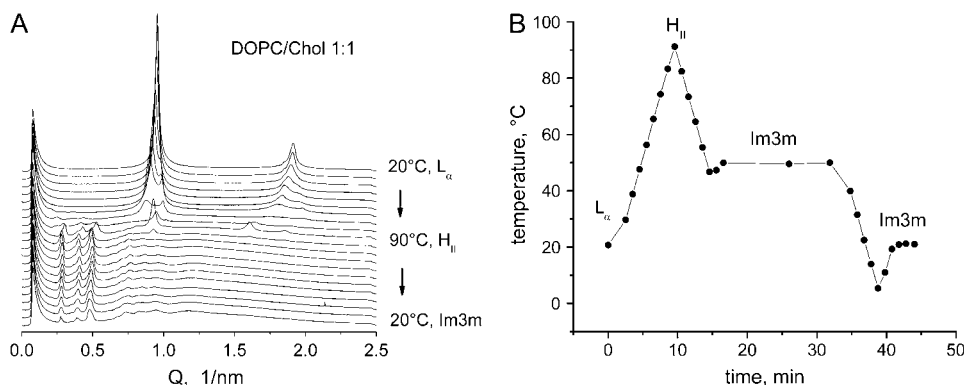 A
DOPC/Chol 1:1
20°C, Lα
90°C, HII
20°C, Im3m
0.0 0.5 1.0 1.5 2.0 2.5
Q, 1/nm
B
temperature, °C
100
80
60
40
20
0
HII
Im3m
Lα
Im3m
0 10 20 30 40 50
time, min